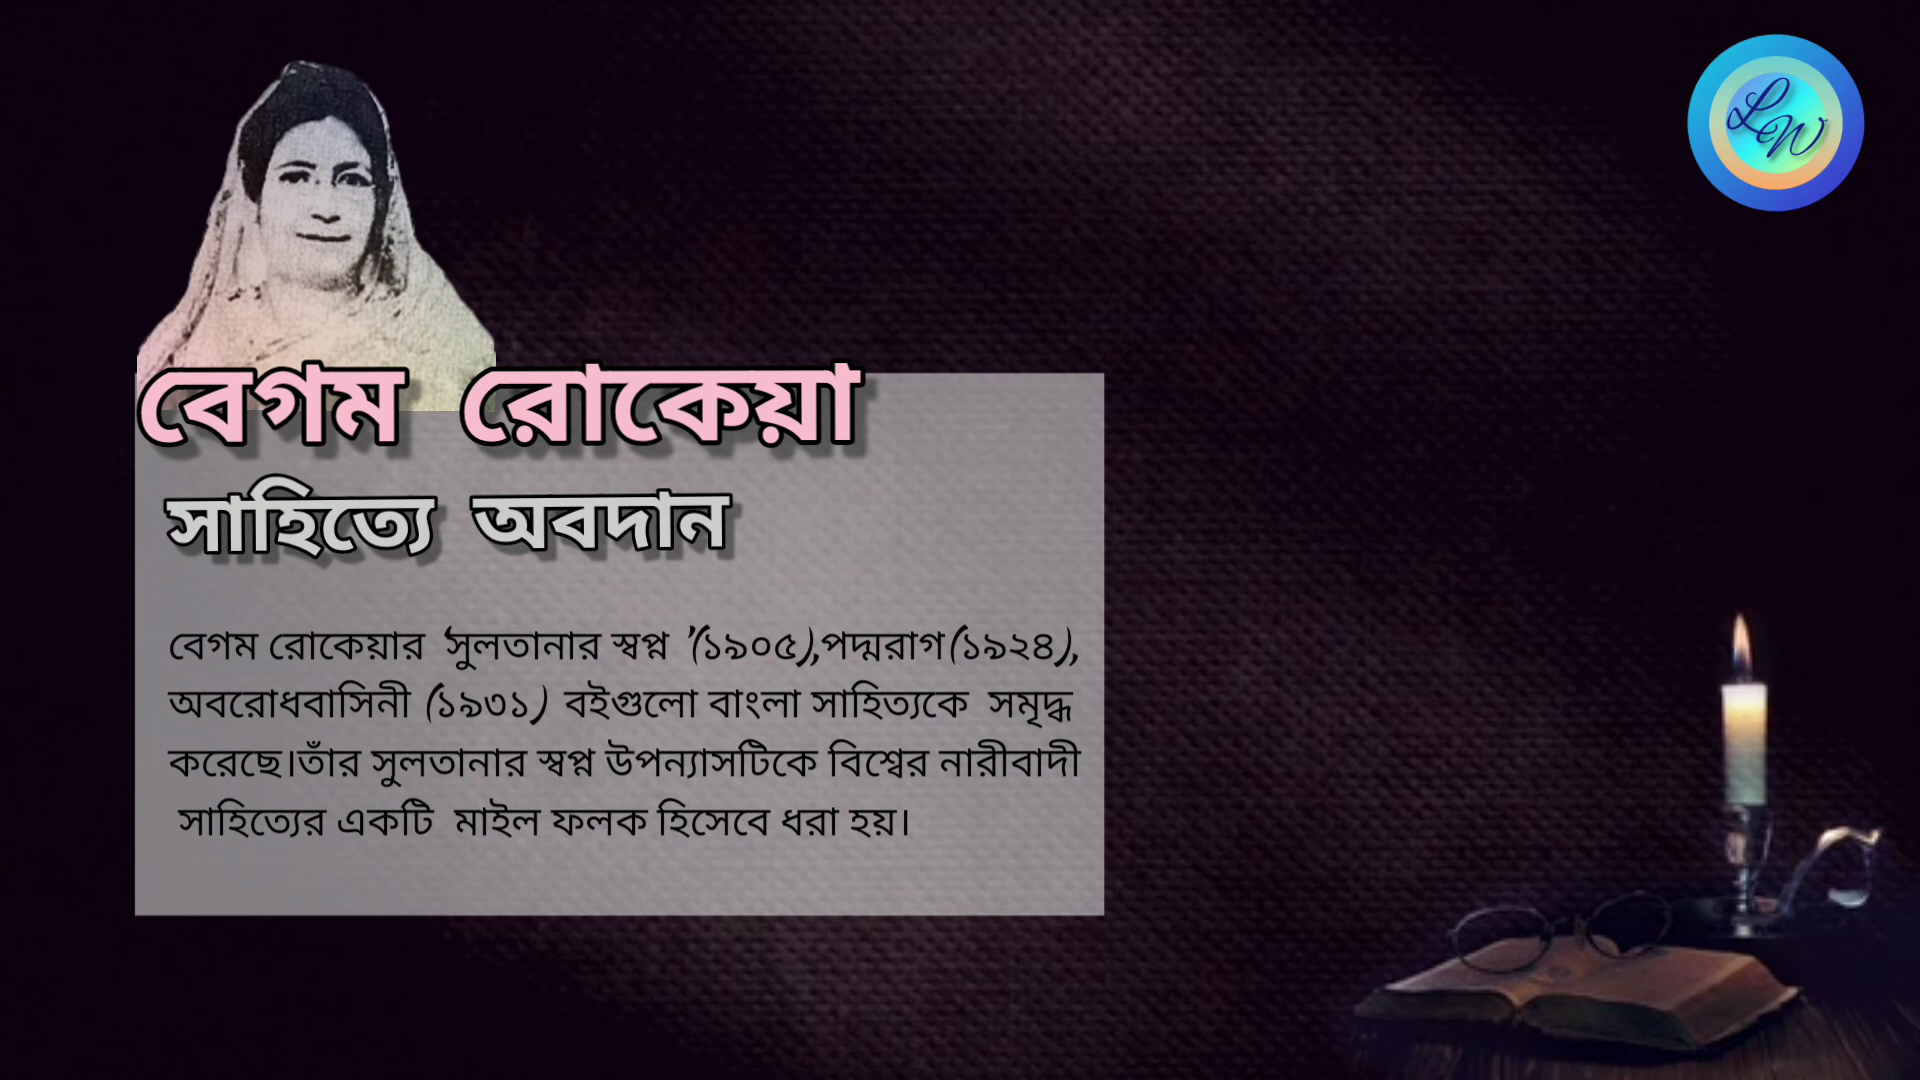 LW
বেগম রোকেয়া
সাহিত্যে অবদান
বেগম রোকেয়ার 'সুলতানার স্বপ্ন '(১৯০৫),পদ্মরাগ(১৯২৪),
অবরোধবাসিনী (১৯৩১) বইগুলো বাংলা সাহিত্যকে সমৃদ্ধ
করেছে।তাঁর সুলতানার স্বপ্ন উপন্যাসটিকে বিশ্বের নারীবাদী
সাহিত্যের একটি মাইল ফলক হিসেবে ধরা হয়।